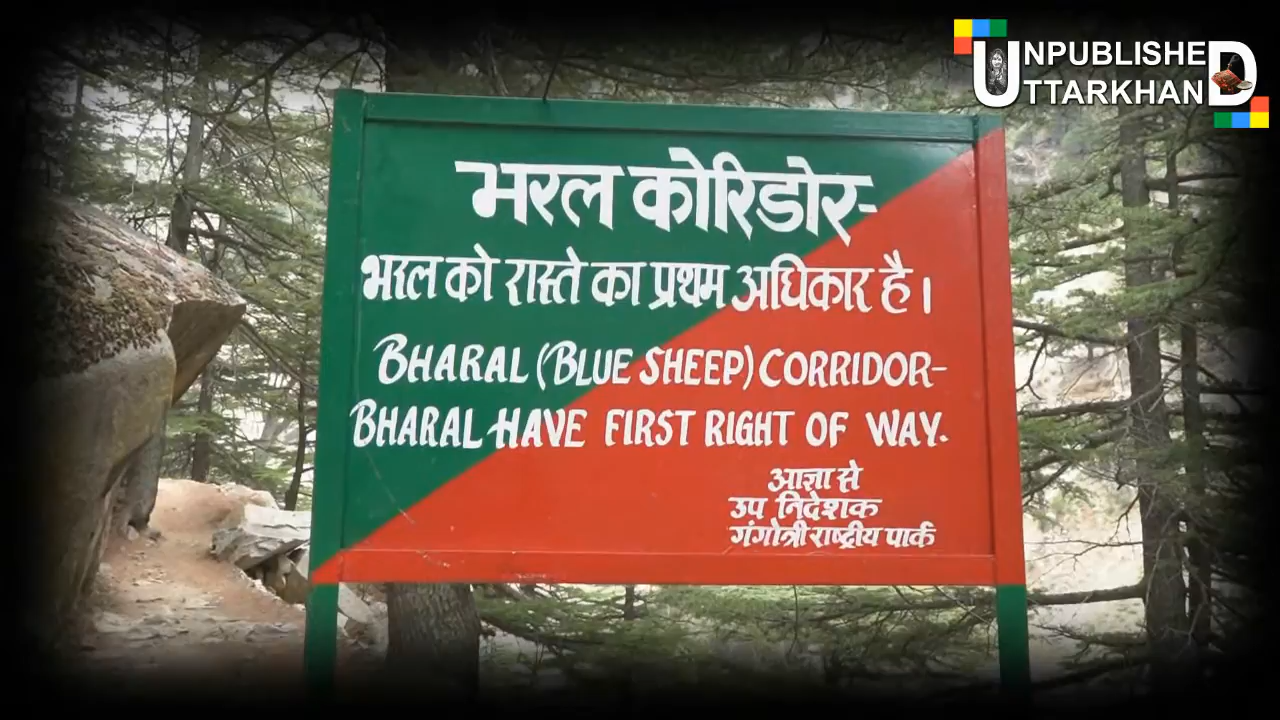 UNPUBLISHED
UTTARKHAND
भरल कोरिडोर-
भरल को रास्ते का प्रथम अधिकार है।
BHARAL (BLUE SHEEP) CORRIDOR-
BHARAL HAVE FIRST RIGHT OF WAY.
आज्ञा से
उप निदेशक
गंगोत्री राष्ट्रीय पार्क